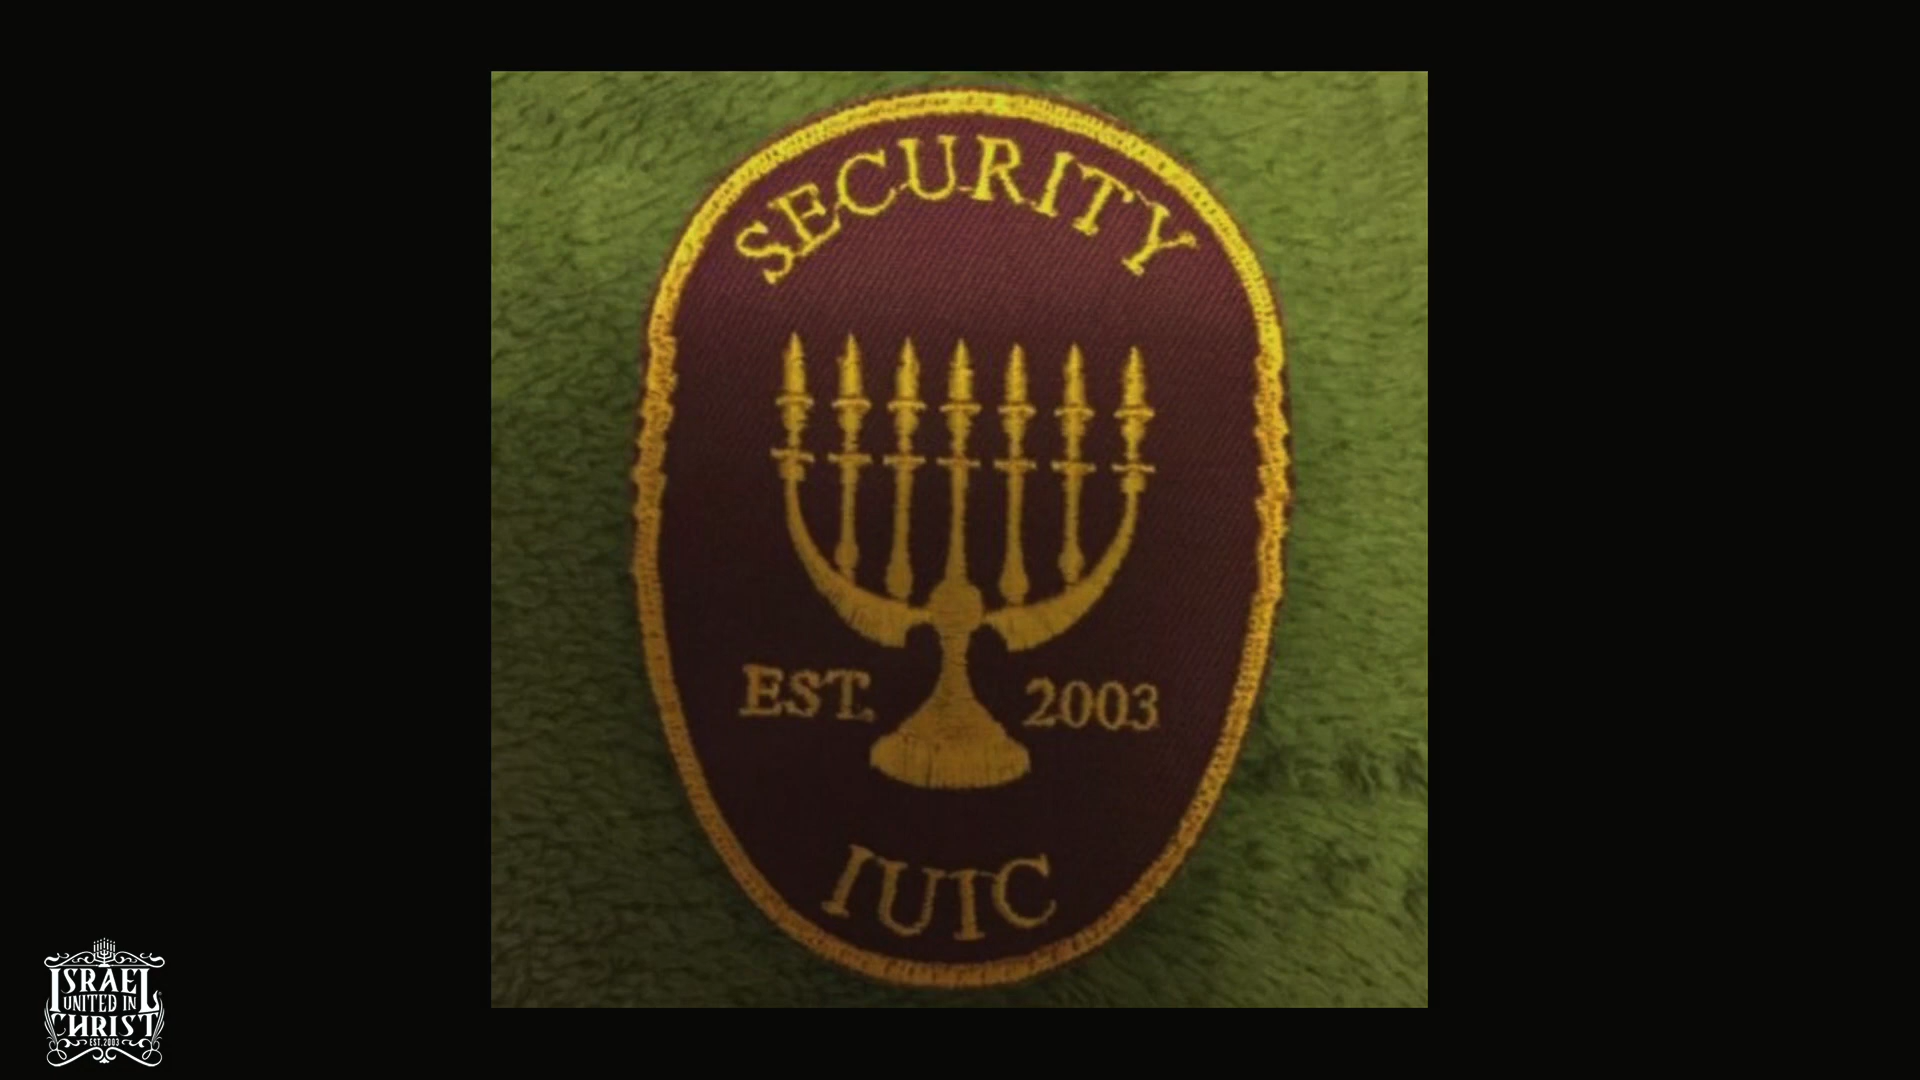 SECURITY
EST. 2003
IUIC
ISRAEL
UNITED IN
CHRIST
EST. 2003